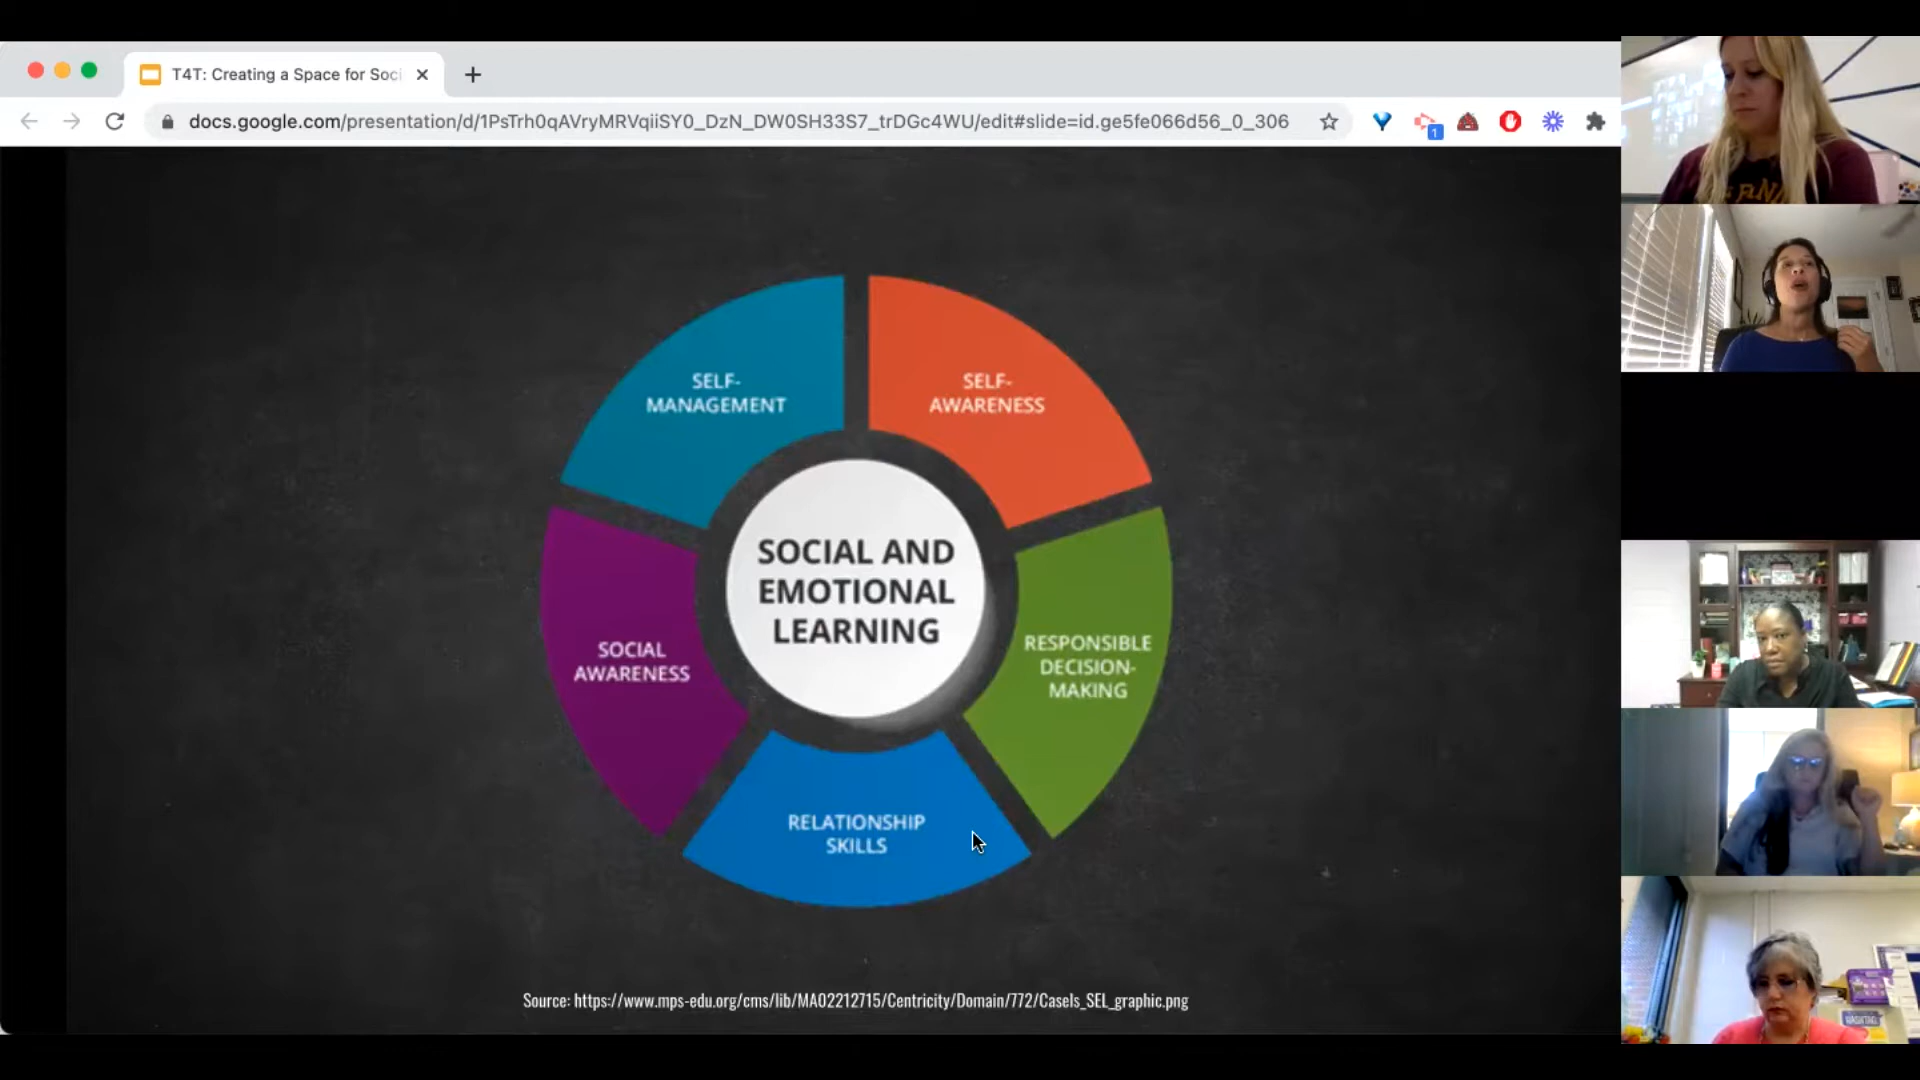 T4T: Creating a Space for Soci
docs.google.com/presentation/d/1PsTrh0qAVryMRVqiiSY0_DzN_DW0SH33S7_trDGc4WU/edit#slide=id.ge5fe066d56_0_306
1
SELF-
MANAGEMENT
SELF-
AWARENESS
SOCIAL AND
EMOTIONAL
LEARNING
SOCIAL
AWARENESS
RESPONSIBLE
DECISION-
MAKING
RELATIONSHIP
SKILLS
Source: https://www.mps-edu.org/cms/lib/MA02212715/Centricity/Domain/772/Casels_SEL_graphic.png